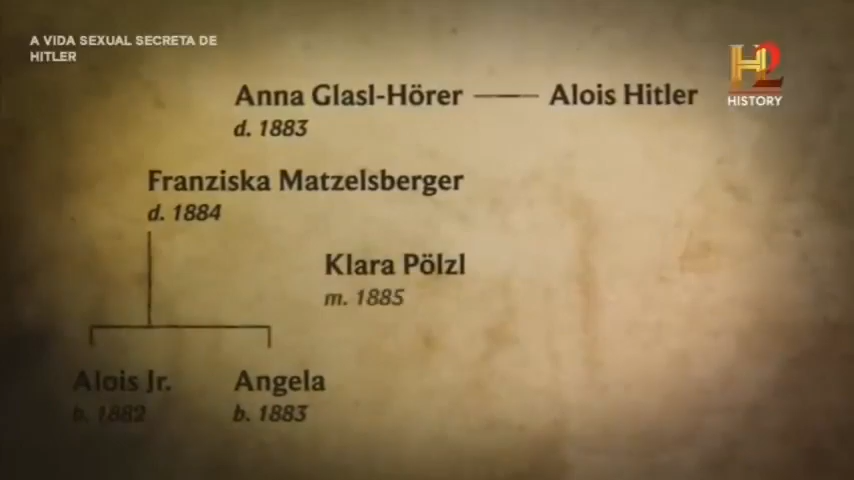 A VIDA SEXUAL SECRETA DE
HITLER
H2
HISTORY
Anna Glasl-Hörer Alois Hitler
d. 1883
Franziska Matzelsberger
d. 1884
Klara Pölzl
m. 1885
Alois Jr. Angela
b. 1882 b. 1883